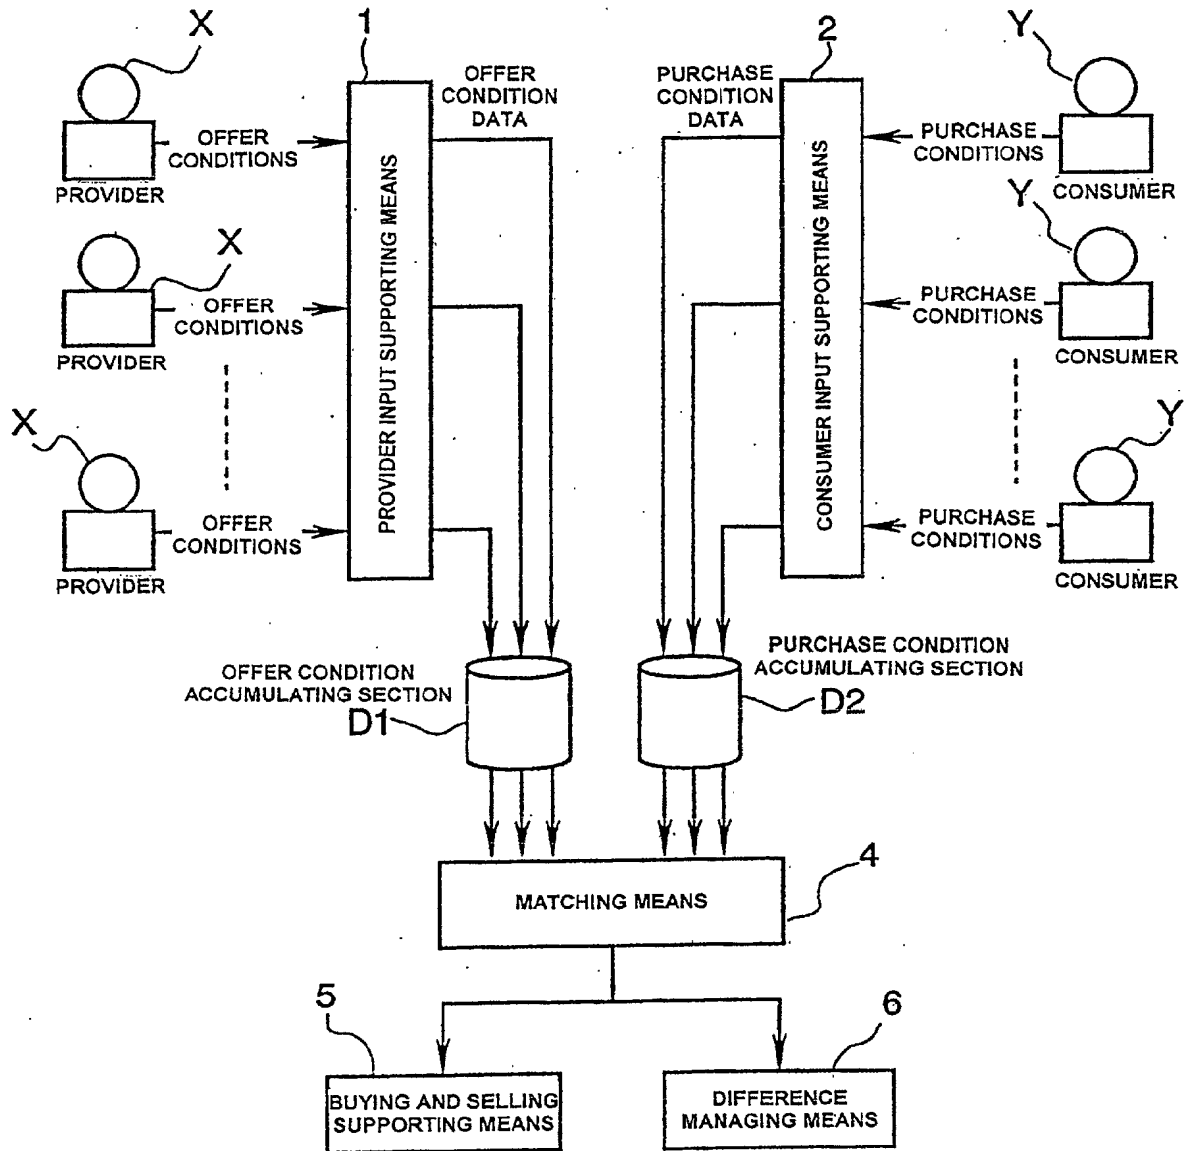 X
1
2
Y
OFFER
CONDITION
DATA
PURCHASE
CONDITION
DATA
OFFER
CONDITIONS
PROVIDER
PURCHASE
CONDITIONS
CONSUMER
X
Y
OFFER
CONDITIONS
PROVIDER
PURCHASE
CONDITIONS
CONSUMER
PROVIDER INPUT SUPPORTING MEANS
CONSUMER INPUT SUPPORTING MEANS
X
Y
OFFER
CONDITIONS
PROVIDER
PURCHASE
CONDITIONS
CONSUMER
OFFER CONDITION
ACCUMULATING SECTION
D1
PURCHASE CONDITION
ACCUMULATING SECTION
D2
4
MATCHING MEANS
5
6
BUYING AND SELLING
SUPPORTING MEANS
DIFFERENCE
MANAGING MEANS